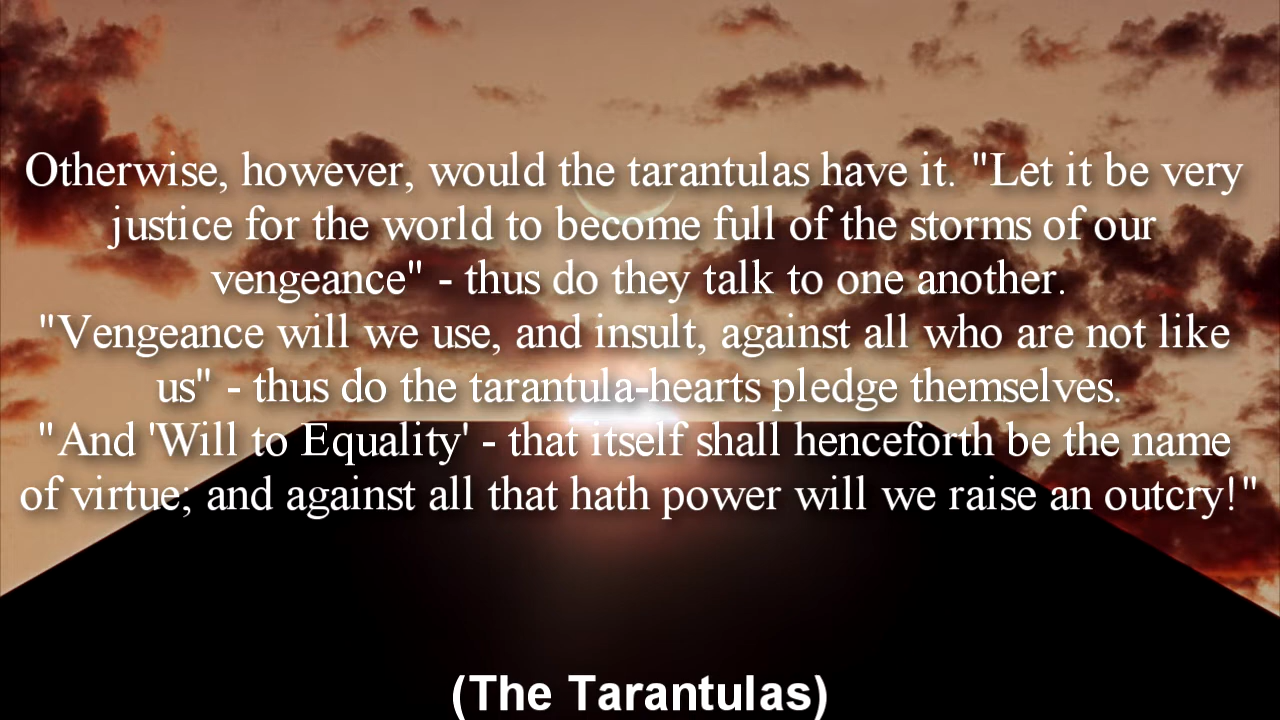 Otherwise, however, would the tarantulas have it. "Let it be very
justice for the world to become full of the storms of our
vengeance" - thus do they talk to one another.
"Vengeance will we use, and insult, against all who are not like
us" - thus do the tarantula-hearts pledge themselves.
"And 'Will to Equality' - that itself shall henceforth be the name
of virtue; and against all that hath power will we raise an outcry!"
(The Tarantulas)